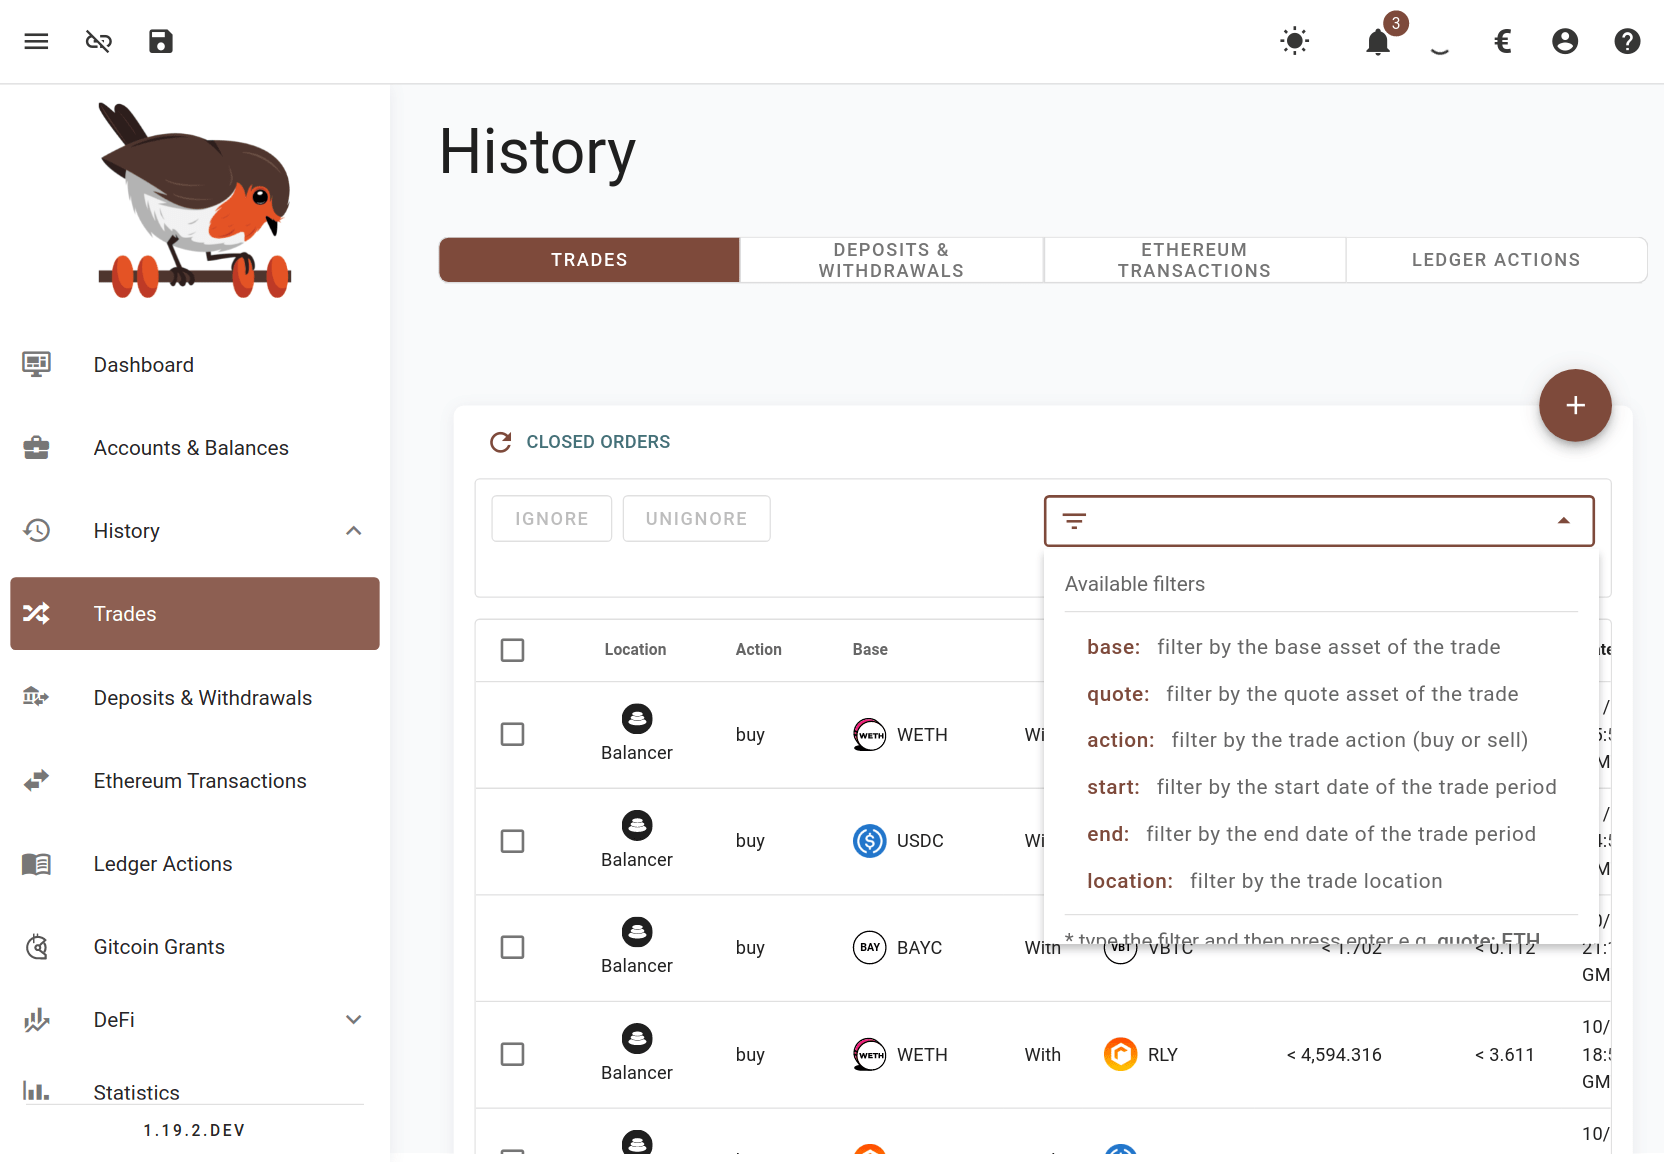 3
€
History
TRADES
DEPOSITS &
WITHDRAWALS
ETHEREUM
TRANSACTIONS
LEDGER ACTIONS
Dashboard
Accounts & Balances
History
Trades
Deposits & Withdrawals
Ethereum Transactions
Ledger Actions
Gitcoin Grants
DeFi
Statistics
1.19.2.DEV
CLOSED ORDERS
IGNORE UNIGNORE
Available filters
base: filter by the base asset of the trade
quote: filter by the quote asset of the trade
action: filter by the trade action (buy or sell)
start: filter by the start date of the trade period
end: filter by the end date of the trade period
location: filter by the trade location
* type the filter and then press enter e.g. quote: ETH
Location Action Base
Balancer buy WETH WETH
Balancer buy USDC
Balancer buy BAY BAYC With VBT VBTC < 1.702 < 0.112 21:
GM
Balancer buy WETH WETH With RLY < 4,594.316 < 3.611 10/
18:
GM
10/